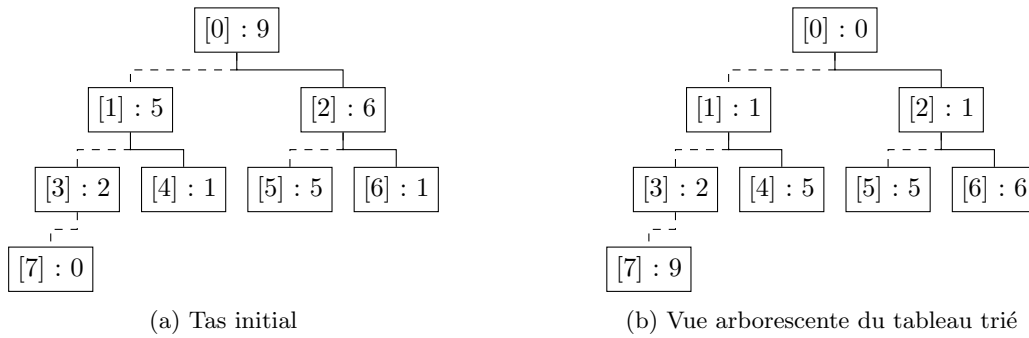 [0] : 9
[1] : 5 [2] : 6
[3] : 2 [4] : 1 [5] : 5 [6] : 1
[7] : 0
(a) Tas initial
[0] : 0
[1] : 1 [2] : 1
[3] : 2 [4] : 5 [5] : 5 [6] : 6
[7] : 9
(b) Vue arborescente du tableau trié